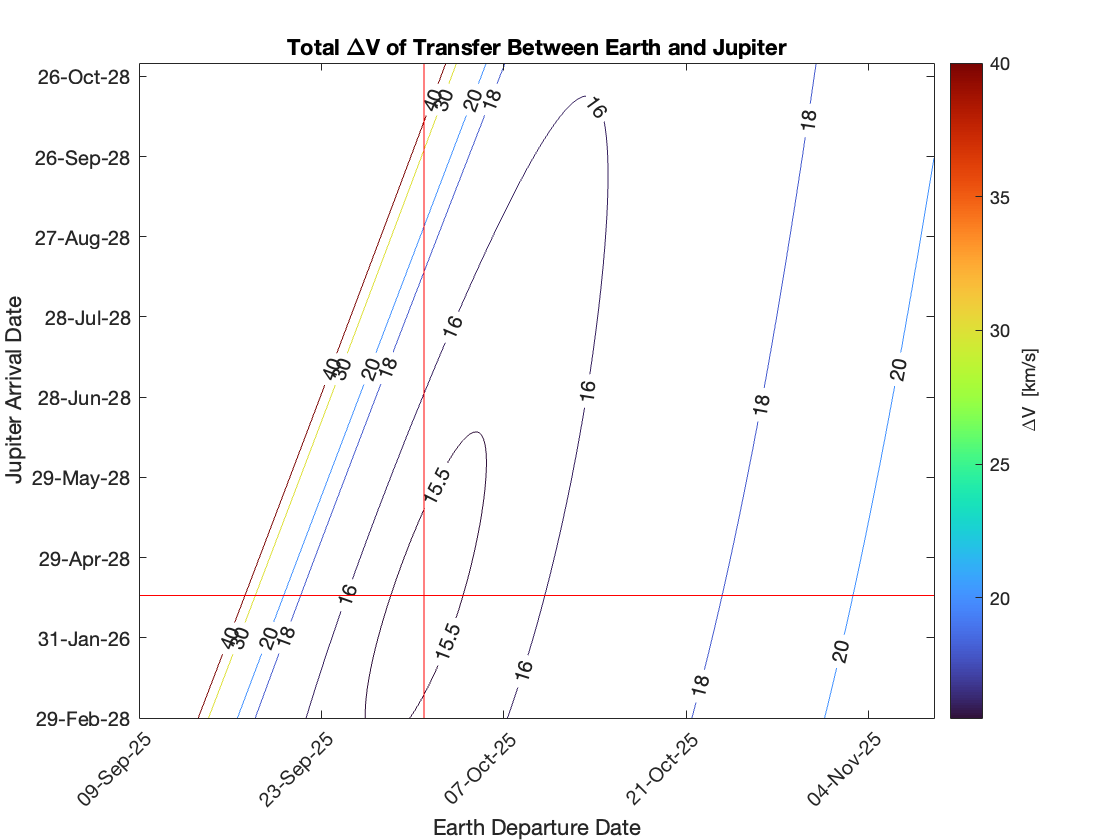 Total ΔV of Transfer Between Earth and Jupiter
Jupiter Arrival Date
26-Oct-28
26-Sep-28
27-Aug-28
28-Jul-28
28-Jun-28
29-May-28
29-Apr-28
31-Jan-26
29-Feb-28
40
30
20
18
16
18
16
40
30
20
18
16
18
20
15.5
16
40
30
20
18
15.5
16
18
20
09-Sep-25
23-Sep-25
07-Oct-25
21-Oct-25
04-Nov-25
Earth Departure Date
40
35
30
25
20
ΔV [km/s]